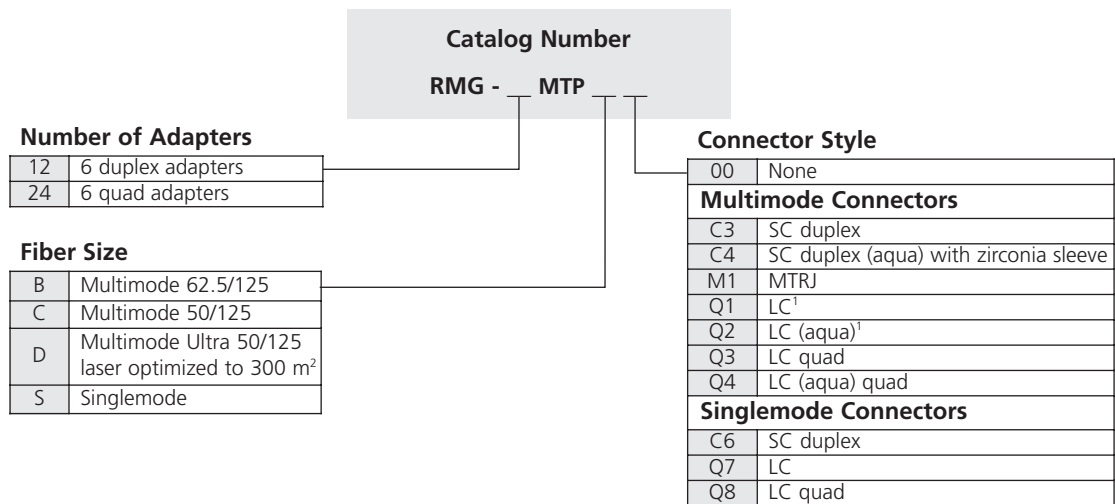 Catalog Number
RMG - __ MTP __ __
Number of Adapters
12 6 duplex adapters
24 6 quad adapters
Fiber Size
B Multimode 62.5/125
C Multimode 50/125
D Multimode Ultra 50/125
laser optimized to 300 m²
S Singlemode
Connector Style
00 None
Multimode Connectors
C3 SC duplex
C4 SC duplex (aqua) with zirconia sleeve
M1 MTRJ
Q1 LC¹
Q2 LC (aqua)¹
Q3 LC quad
Q4 LC (aqua) quad
Singlemode Connectors
C6 SC duplex
Q7 LC
Q8 LC quad